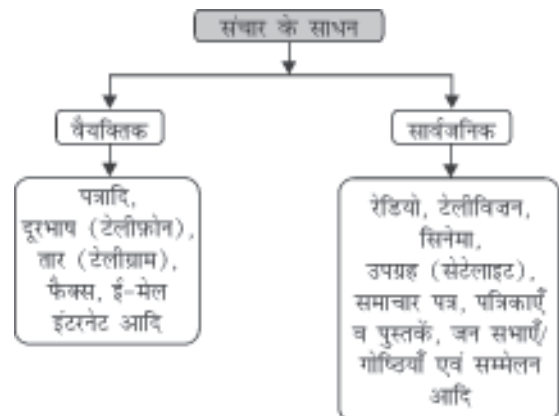 संचार के साधन
वैयक्तिक
सार्वजनिक
पत्रादि,
दूरभाष (टेलीफ़ोन),
तार (टेलीग्राम),
फैक्स, ई-मेल
इंटरनेट आदि
रेडियो, टेलीविज़न,
सिनेमा,
उपग्रह (सेटेलाइट),
समाचार पत्र, पत्रिकाएँ
व पुस्तकें, जन सभाएँ/
गोष्ठियाँ एवं सम्मेलन
आदि